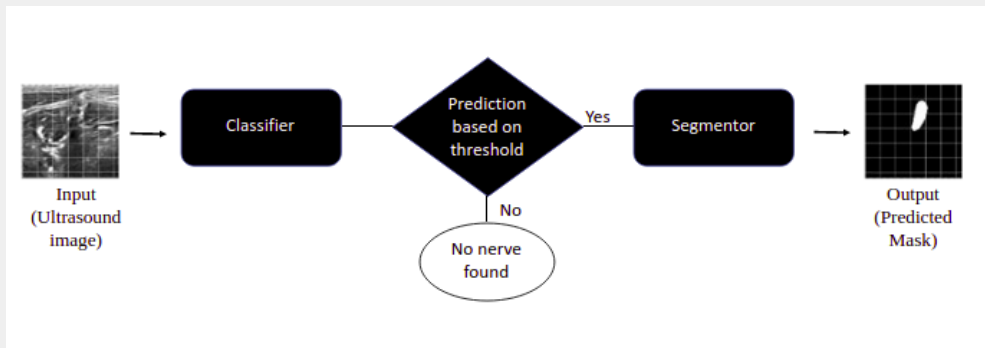 Input
(Ultrasound
image)
Classifier
Prediction
based on
threshold
Yes
No
No nerve
found
Segmentor
Output
(Predicted
Mask)